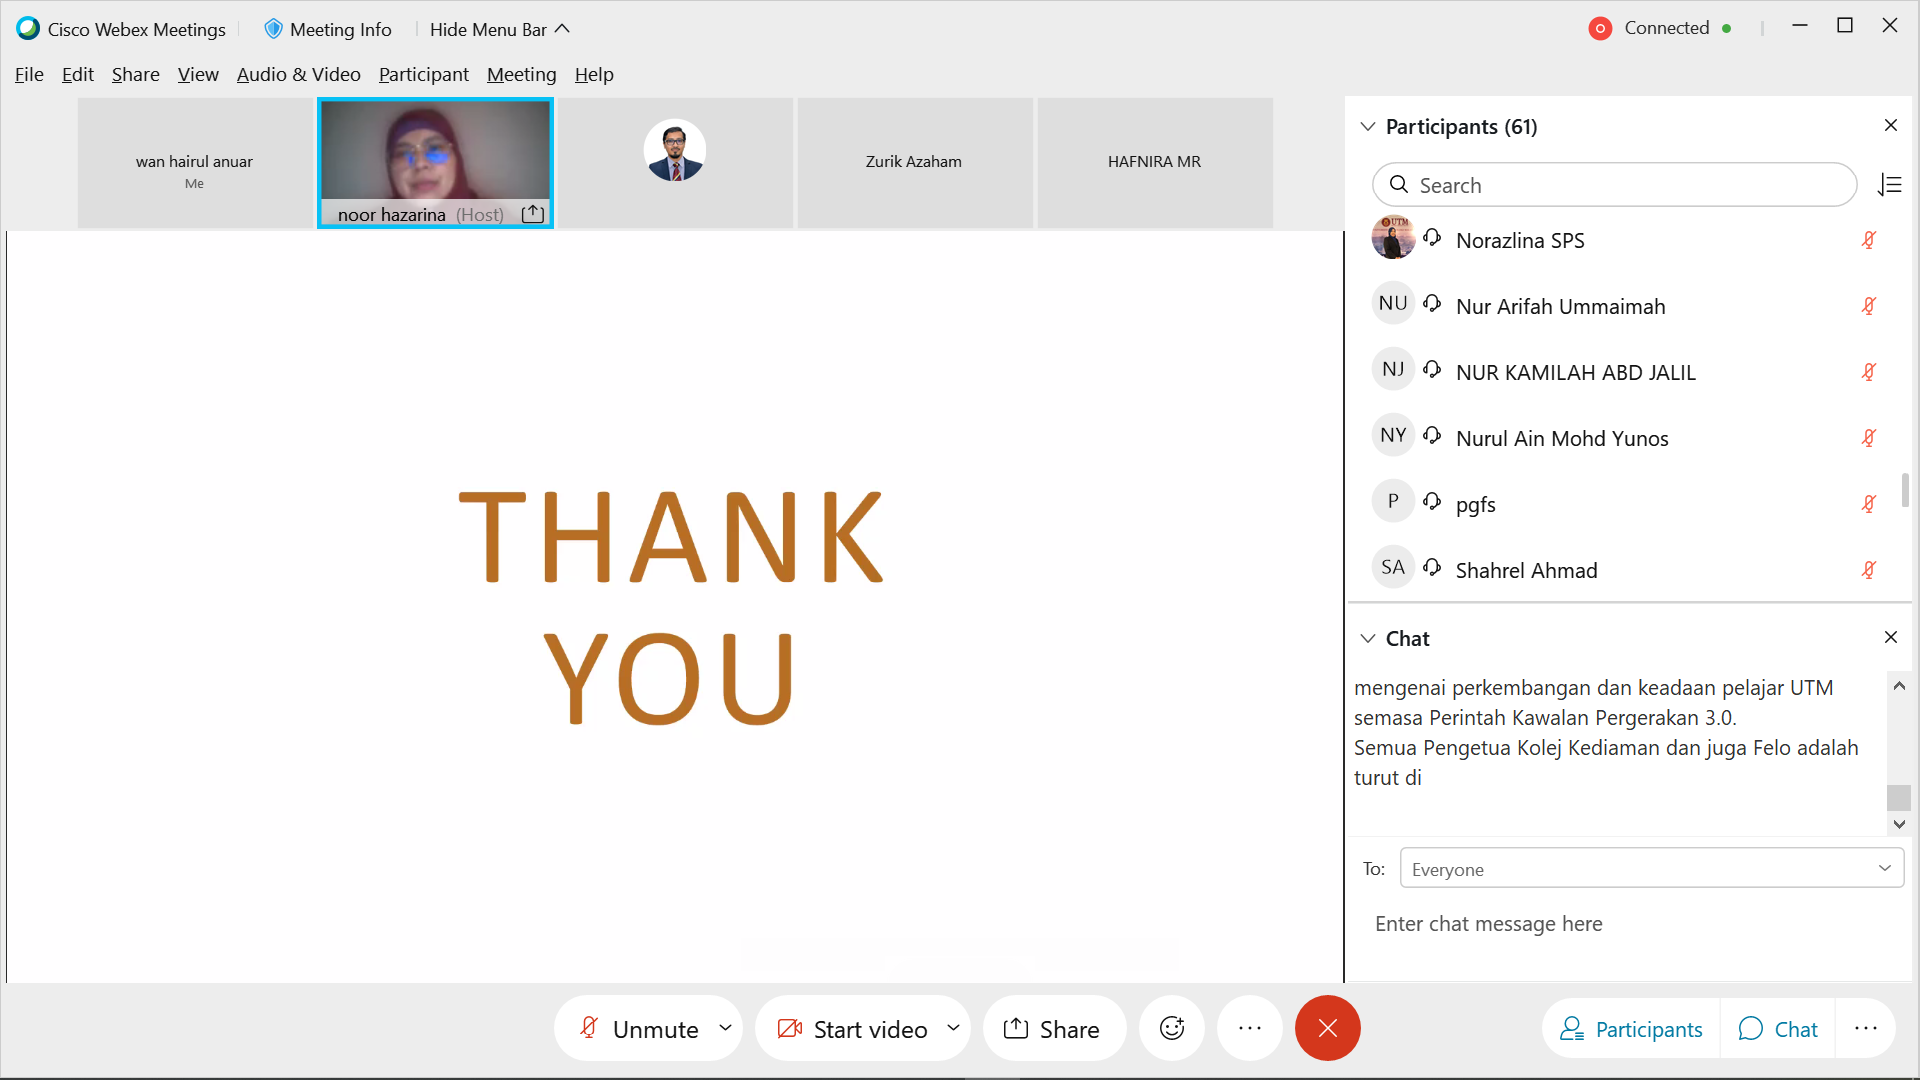 Cisco Webex Meetings
Meeting Info
Hide Menu Bar
Connected
File Edit Share View Audio & Video Participant Meeting Help
wan hairul anuar
Me
noor hazarina (Host)
Zurik Azaham
HAFNIRA MR
THANK
YOU
Participants (61)
Search
UTM
Norazlina SPS
NU Nur Arifah Ummaimah
NJ NUR KAMILAH ABD JALIL
NY Nurul Ain Mohd Yunos
P pgfs
SA Shahrel Ahmad
Chat
mengenai perkembangan dan keadaan pelajar UTM
semasa Perintah Kawalan Pergerakan 3.0.
Semua Pengetua Kolej Kediaman dan juga Felo adalah
turut di
To: Everyone
Enter chat message here
Unmute
Start video
Share
Participants
Chat